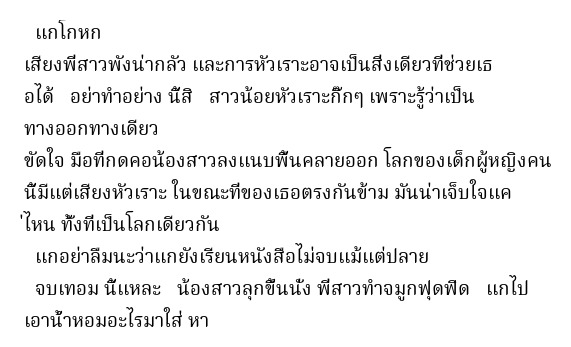 แกโกหก
เสียงพี่สาวพังน่ากลัว และการหัวเราะอาจเป็นสิ่งเดียวที่ช่วยเธ
อได้   อย่าทำอย่าง นี้สิ   สาวน้อยหัวเราะกิ๊กๆ เพราะรู้ว่าเป็น
ทางออกทางเดียว
ขัดใจ มือที่กดคอน้องสาวลงแนบพื้นคลายออก โลกของเด็กผู้หญิงคน
นี้มีแต่เสียงหัวเราะ ในขณะที่ของเธอตรงกันข้าม มันน่าเจ็บใจแค
่ไหน ทั้งที่เป็นโลกเดียวกัน
แกอย่าลืมนะว่าแกยังเรียนหนังสือไม่จบแม้แต่ปลาย
จบเทอม นี้แหละ   น้องสาวลุกขึ้นนั่ง พี่สาวทำจมูกฟุดฟิด   แกไป
เอาน้ำหอมอะไรมาใส่ หา